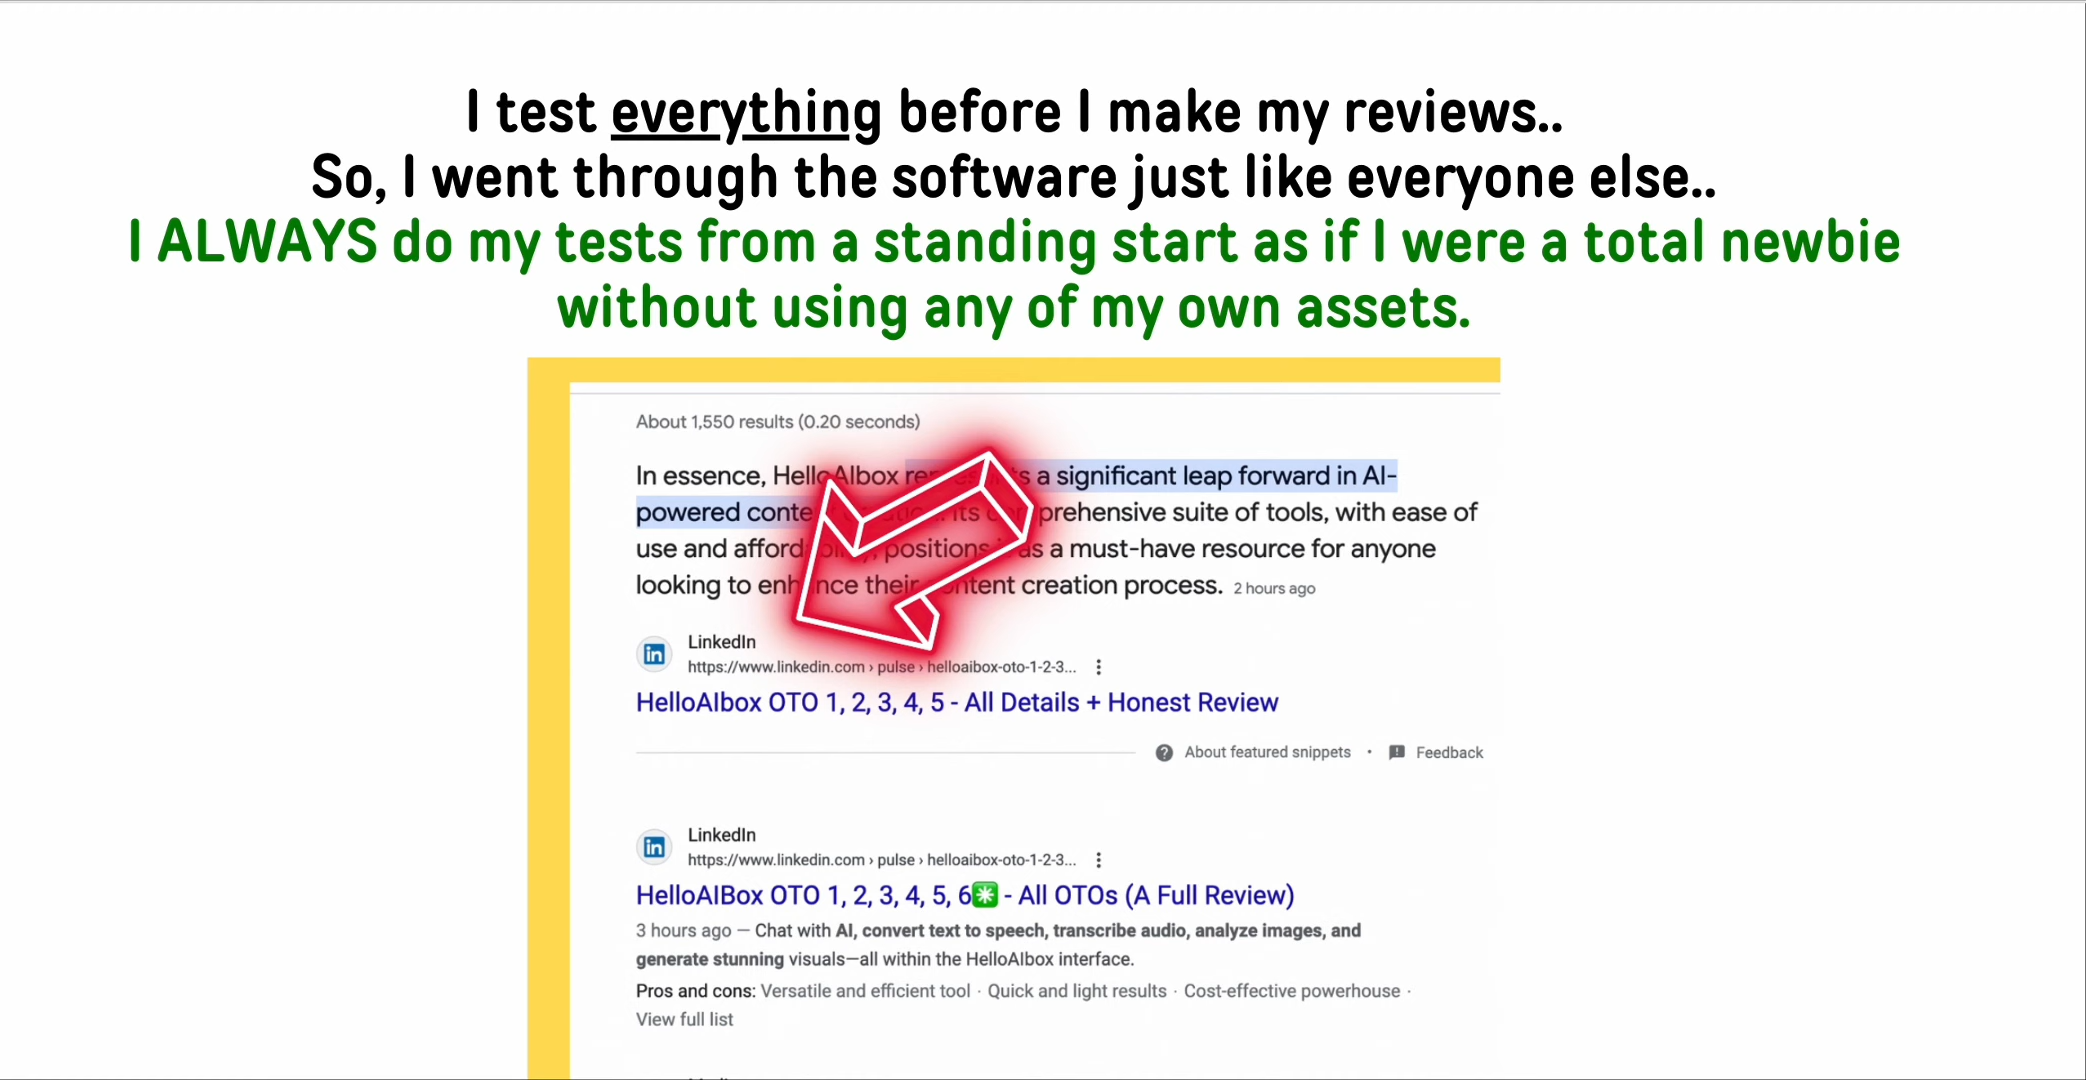 I test everything before I make my reviews..
So, I went through the software just like everyone else..
I ALWAYS do my tests from a standing start as if I were a total newbie
without using any of my own assets.
About 1,550 results (0.20 seconds)
In essence, HelloAIbox a significant leap forward in AI-
powered prehensive suite of tools, with ease of
use and positions as a must-have resource for anyone
looking to enhance their content creation process. 2 hours ago
LinkedIn
https://www.linkedin.com › pulse › helloaibox-oto-1-2-3...
HelloAIbox OTO 1, 2, 3, 4, 5 - All Details + Honest Review
About featured snippets • Feedback
LinkedIn
https://www.linkedin.com › pulse › helloaibox-oto-1-2-3...
HelloAIBox OTO 1, 2, 3, 4, 5, 6✳️ - All OTOs (A Full Review)
3 hours ago — Chat with AI, convert text to speech, transcribe audio, analyze images, and
generate stunning visuals—all within the HelloAIbox interface.
Pros and cons: Versatile and efficient tool · Quick and light results · Cost-effective powerhouse ·
View full list